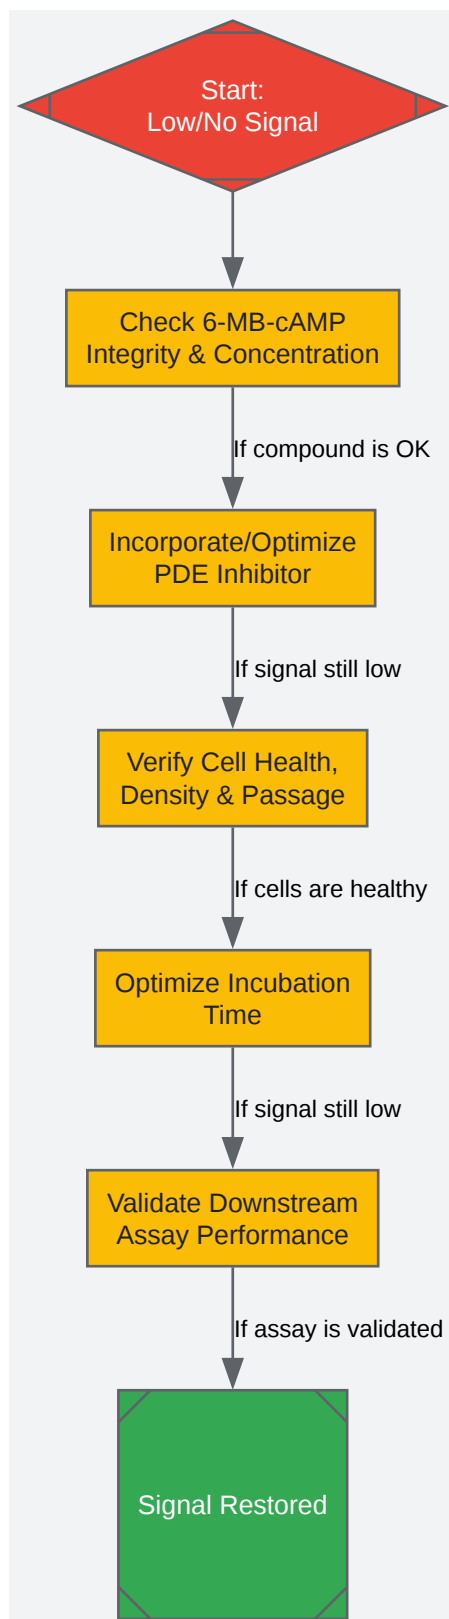 Start:
Low/No Signal
Check 6-MB-cAMP
Integrity & Concentration
If compound is OK
Incorporate/Optimize
PDE Inhibitor
If signal still low
Verify Cell Health,
Density & Passage
If cells are healthy
Optimize Incubation
Time
If signal still low
Validate Downstream
Assay Performance
If assay is validated
Signal Restored